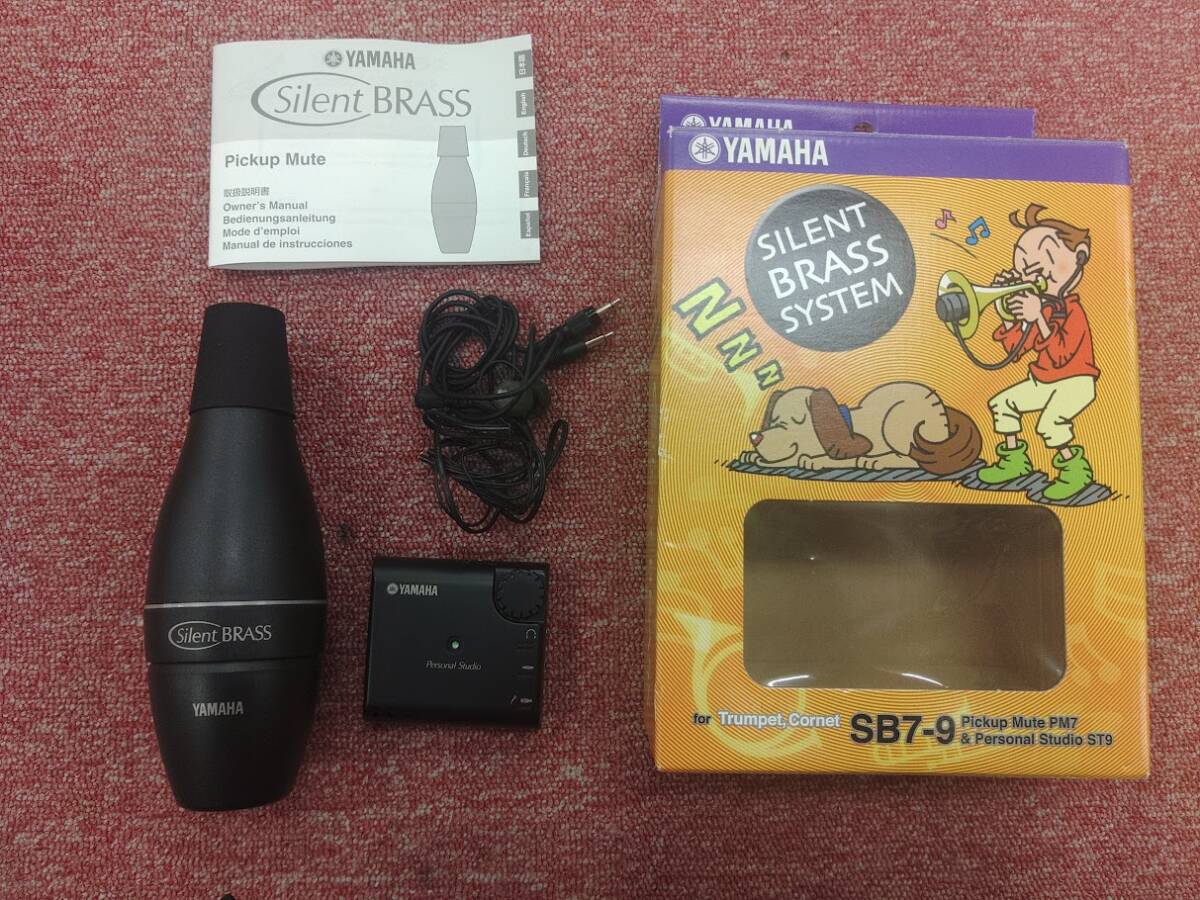 YAMAHA
Silent BRASS
Pickup Mute
取扱説明書
Owner's Manual
Bedienungsanleitung
Mode d'emploi
Manual de instrucciones
日本語
English
Deutsch
Français
Español
Silent BRASS
YAMAHA
YAMAHA
Personal Studio
YAMAHA
YAMAHA
SILENT
BRASS
SYSTEM
ZZZ
for Trumpet, Cornet SB7-9 Pickup Mute PM7
& Personal Studio ST9